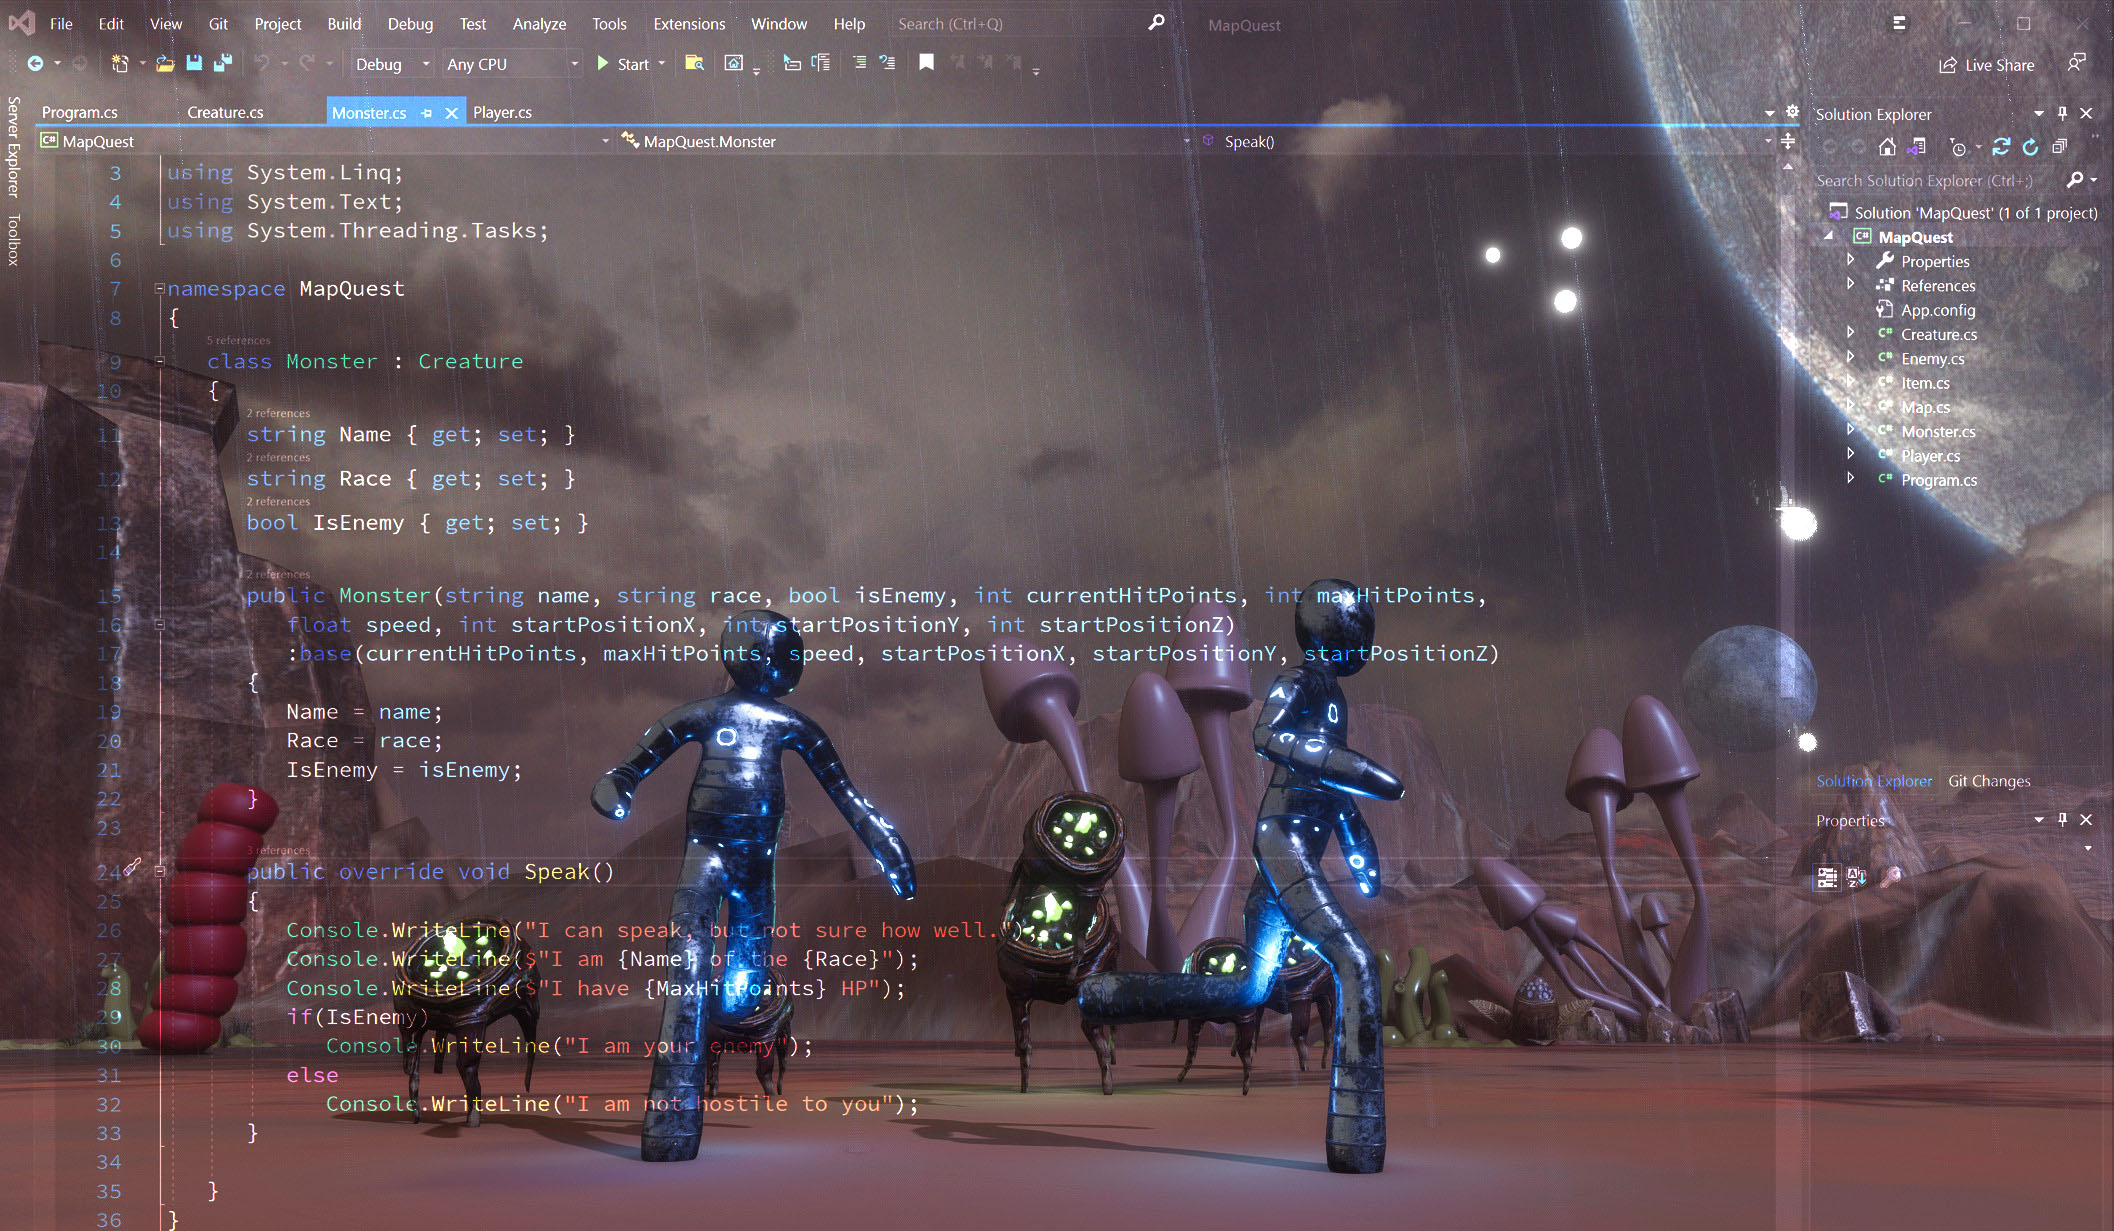 File Edit View Git Project Build Debug Test Analyze Tools Extensions Window Help Search (Ctrl+Q) MapQuest
Debug Any CPU Start Live Share
Server Explorer
Toolbox
Program.cs Creature.cs Monster.cs Player.cs
MapQuest MapQuest.Monster Speak()
3 using System.Linq;
4 using System.Text;
5 using System.Threading.Tasks;
6
7 namespace MapQuest
8 {
5 references
9 class Monster : Creature
10 {
2 references
11 string Name { get; set; }
2 references
12 string Race { get; set; }
2 references
13 bool IsEnemy { get; set; }
14
2 references
15 public Monster(string name, string race, bool isEnemy, int currentHitPoints, int maxHitPoints,
16 float speed, int startPositionX, int startPositionY, int startPositionZ)
17 :base(currentHitPoints, maxHitPoints, speed, startPositionX, startPositionY, startPositionZ)
18 {
19 Name = name;
20 Race = race;
21 IsEnemy = isEnemy;
22 }
23
3 references
24 public override void Speak()
25 {
26 Console.WriteLine("I can speak, but not sure how well.");
27 Console.WriteLine($"I am {Name} of the {Race}");
28 Console.WriteLine($"I have {MaxHitPoints} HP");
29 if(IsEnemy)
30 Console.WriteLine("I am your enemy");
31 else
32 Console.WriteLine("I am not hostile to you");
33 }
34
35 }
36 }
Solution Explorer
Search Solution Explorer (Ctrl+;)
Solution 'MapQuest' (1 of 1 project)
C# MapQuest
Properties
References
App.config
C# Creature.cs
C# Enemy.cs
C# Item.cs
C# Map.cs
C# Monster.cs
C# Player.cs
C# Program.cs
Solution Explorer Git Changes
Properties